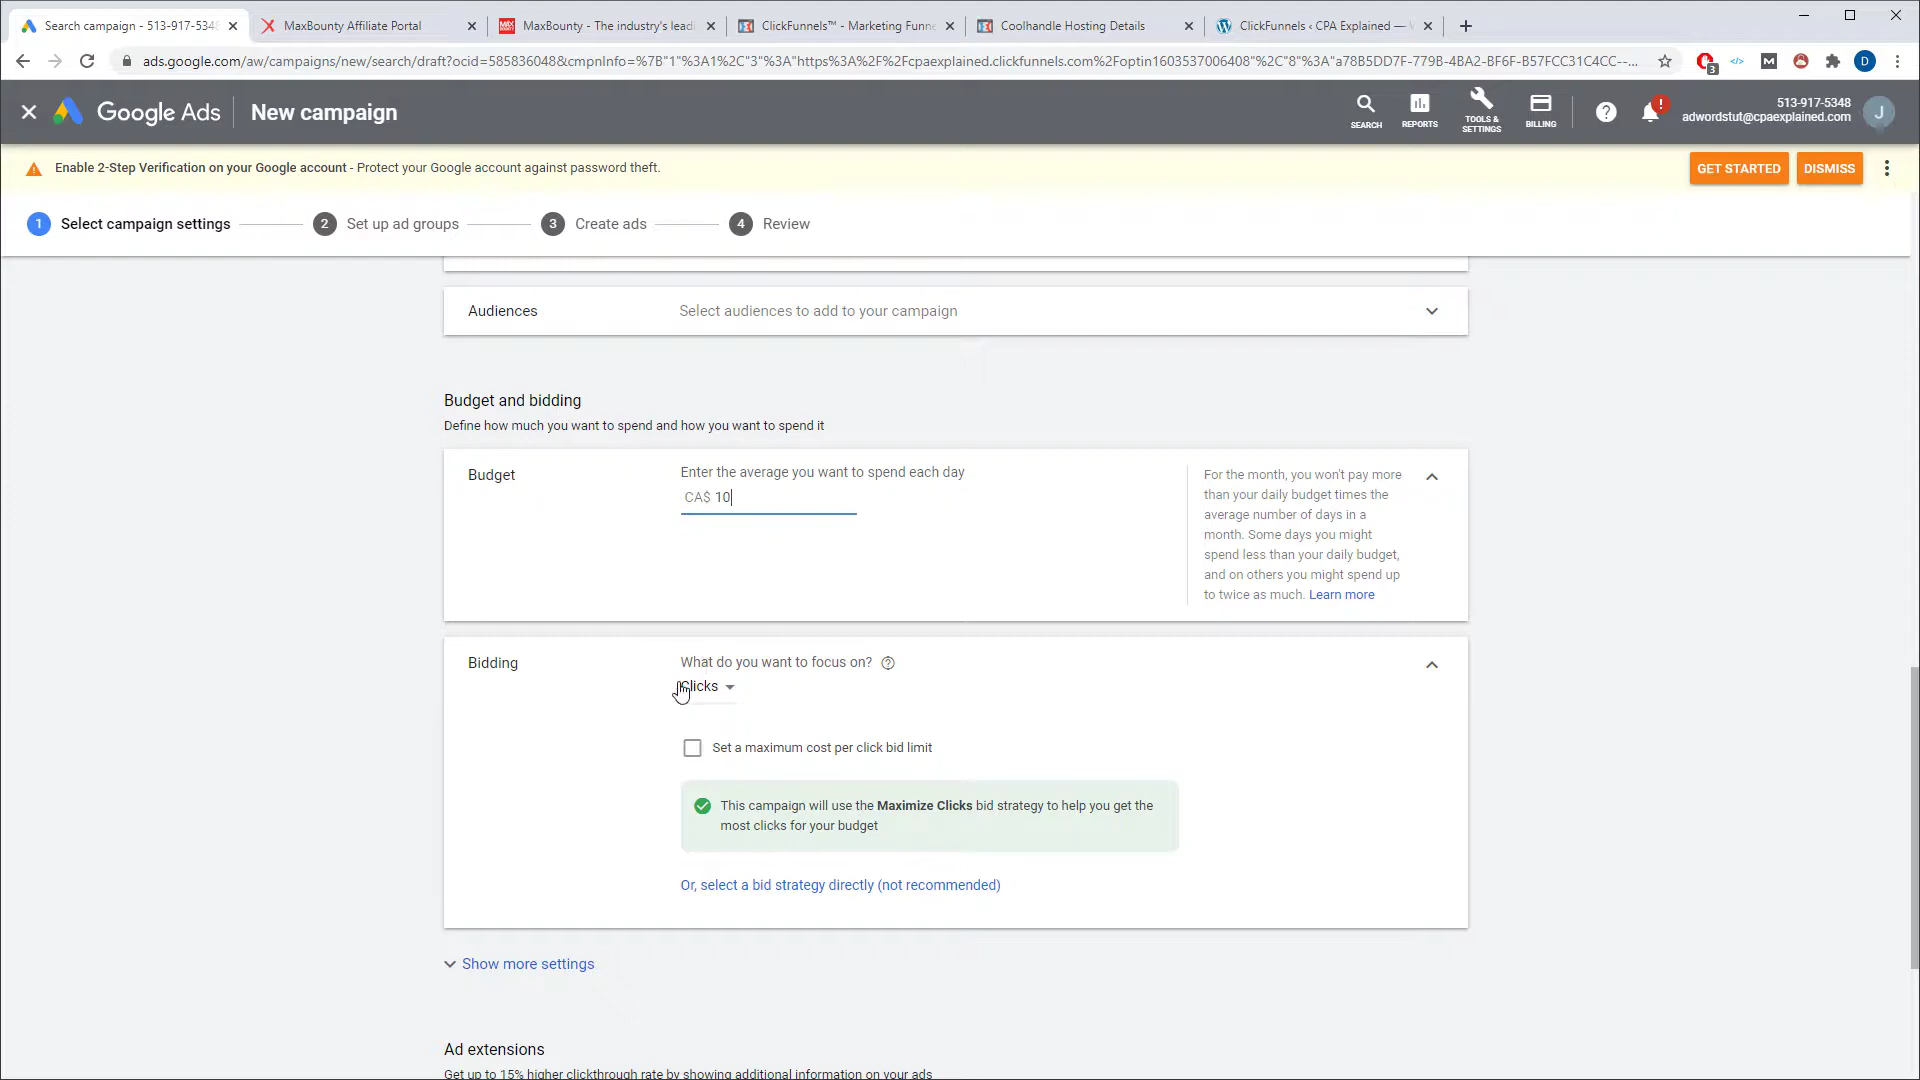 Search campaign - 513-917-5348
MaxBounty Affiliate Portal
MaxBounty - The industry's leadi
ClickFunnels™ - Marketing Funne
Coolhandle Hosting Details
ClickFunnels ‹ CPA Explained —
ads.google.com/aw/campaigns/new/search/draft?ocid=585836048&cmpnInfo=%7B"1"%3A1%2C"3"%3A"https%3A%2F%2Fcpaexplained.clickfunnels.com%2Foptin1603537006408"%2C"8"%3A"a78B5DD7F-779B-4BA2-BF6F-B57FCC31C4CC--...
3
</>
M
D
Google Ads
New campaign
SEARCH
REPORTS
TOOLS &
SETTINGS
BILLING
?
!
513-917-5348
adwordstut@cpaexplained.com
J
Enable 2-Step Verification on your Google account - Protect your Google account against password theft.
GET STARTED
DISMISS
1 Select campaign settings
2 Set up ad groups
3 Create ads
4 Review
Audiences
Select audiences to add to your campaign
Budget and bidding
Define how much you want to spend and how you want to spend it
Budget
Enter the average you want to spend each day
CA$ 10
For the month, you won't pay more
than your daily budget times the
average number of days in a
month. Some days you might
spend less than your daily budget,
and on others you might spend up
to twice as much. Learn more
Bidding
What do you want to focus on?
Clicks
Set a maximum cost per click bid limit
This campaign will use the Maximize Clicks bid strategy to help you get the
most clicks for your budget
Or, select a bid strategy directly (not recommended)
Show more settings
Ad extensions
Get up to 15% higher clickthrough rate by showing additional information on your ads